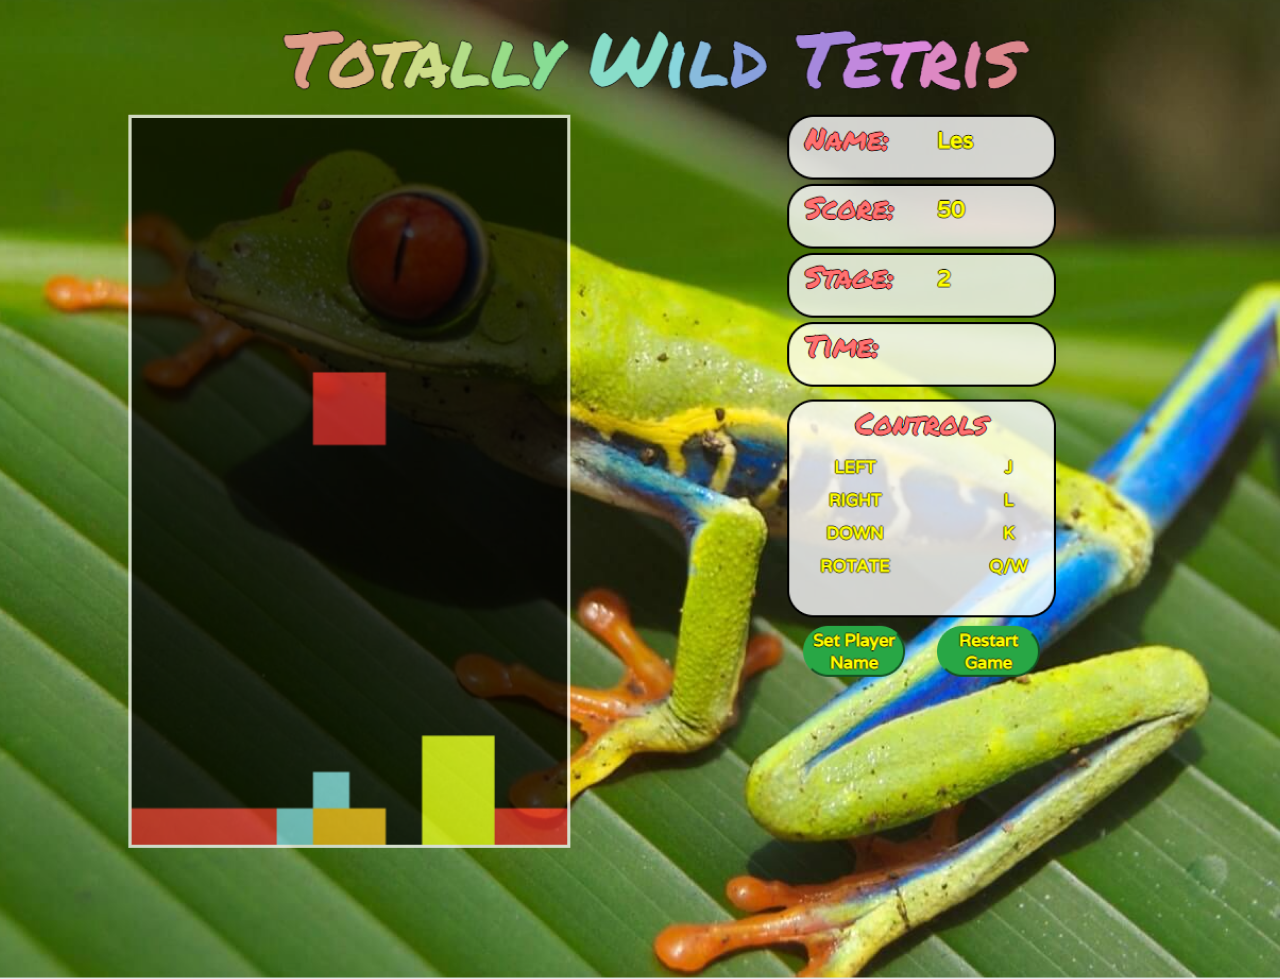 Totally Wild Tetris
Name: Les
Score: 50
Stage: 2
Time:
Controls
LEFT J
RIGHT L
DOWN K
ROTATE Q/W
Set Player Name
Restart Game